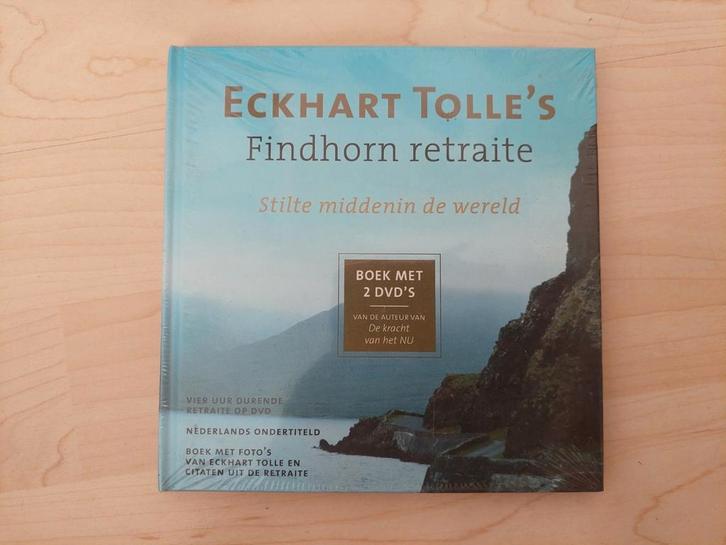 ECKHART TOLLE'S
Findhorn retraite
Stilte middenin de wereld
BOEK MET
2 DVD'S
VAN DE AUTEUR VAN
De kracht
van het NU
VIER UUR DURENDE
RETRAITE OP DVD
NEDERLANDS ONDERTITELD
BOEK MET FOTO'S
VAN ECKHART TOLLE EN
CITATEN UIT DE RETRAITE